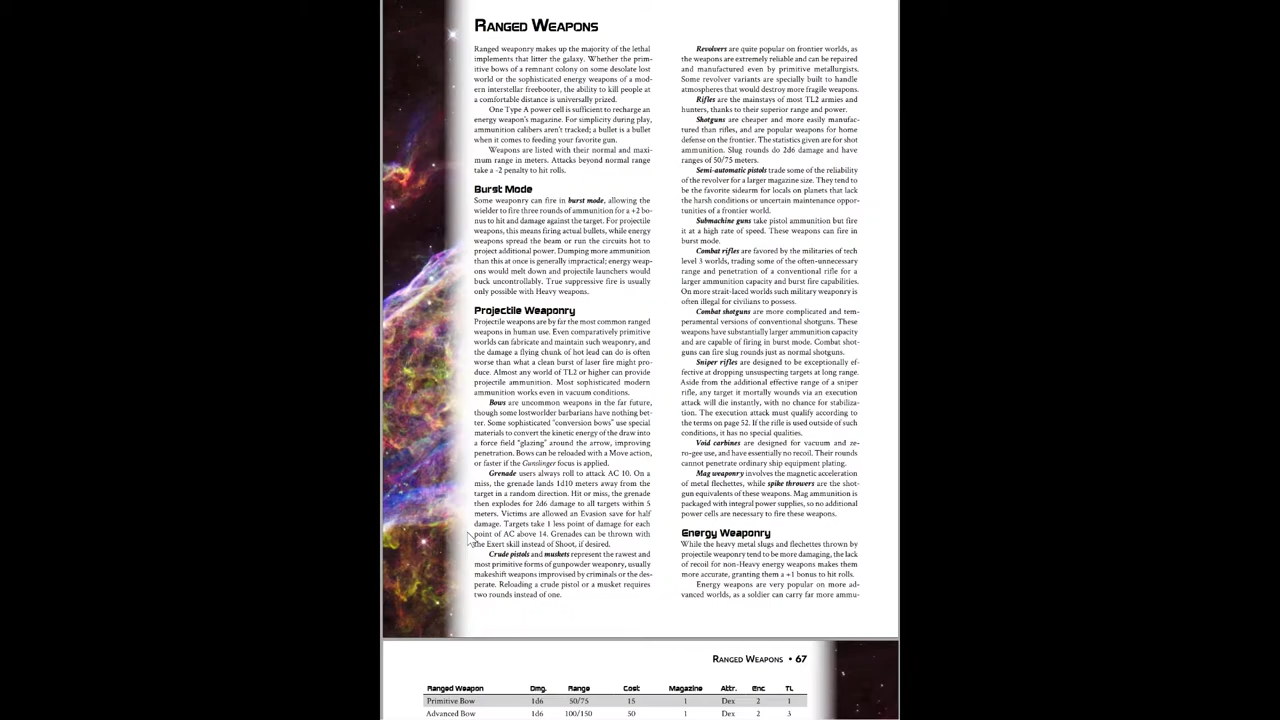 Ranged Weapons
Ranged weaponry makes up the majority of the lethal
implements that litter the galaxy. Whether the prim-
itive bows of a remnant colony on some desolate lost
world or the sophisticated energy weapons of a mod-
ern interstellar freebooter, the ability to kill people at
a comfortable distance is universally prized.
One Type A power cell is sufficient to recharge an
energy weapon's magazine. For simplicity during play,
ammunition calibers aren't tracked; a bullet is a bullet
when it comes to feeding your favorite gun.
Weapons are listed with their normal and maxi-
mum range in meters. Attacks beyond normal range
take a -2 penalty to hit rolls.
Burst Mode
Some weaponry can fire in burst mode, allowing the
wielder to fire three rounds of ammunition for a +2 bo-
nus to hit and damage against the target. For projectile
weapons, this means firing actual bullets, while energy
weapons spread the beam or run the circuits hot to
project additional power. Dumping more ammunition
than this at once is generally impractical; energy weap-
ons would melt down and projectile launchers would
buck uncontrollably. True suppressive fire is usually
only possible with Heavy weapons.
Projectile Weaponry
Projectile weapons are by far the most common ranged
weapons in human use. Even comparatively primitive
worlds can fabricate and maintain such weaponry, and
the damage a flying chunk of hot lead can do is often
worse than what a clean burst of laser fire might pro-
duce. Almost any world of TL2 or higher can provide
projectile ammunition. Most sophisticated modern
ammunition works even in vacuum conditions.
Bows are uncommon weapons in the far future,
though some lostworlder barbarians have nothing bet-
ter. Some sophisticated "conversion bows" use special
materials to convert the kinetic energy of the draw into
a force field "glazing" around the arrow, improving
penetration. Bows can be reloaded with a Move action,
or faster if the Gunslinger focus is applied.
Grenade users always roll to attack AC 10. On a
miss, the grenade lands 1d10 meters away from the
target in a random direction. Hit or miss, the grenade
then explodes for 2d6 damage to all targets within 5
meters. Victims are allowed an Evasion save for half
damage. Targets take 1 less point of damage for each
point of AC above 14. Grenades can be thrown with
the Exert skill instead of Shoot, if desired.
Crude pistols and muskets represent the rawest and
most primitive forms of gunpowder weaponry, usually
makeshift weapons improvised by criminals or the des-
perate. Reloading a crude pistol or a musket requires
two rounds instead of one.
Revolvers are quite popular on frontier worlds, as
the weapons are extremely reliable and can be repaired
and manufactured even by primitive metallurgists.
Some revolver variants are specially built to handle
atmospheres that would destroy more fragile weapons.
Rifles are the mainstays of most TL2 armies and
hunters, thanks to their superior range and power.
Shotguns are cheaper and more easily manufac-
tured than rifles, and are popular weapons for home
defense on the frontier. The statistics given are for shot
ammunition. Slug rounds do 2d6 damage and have
ranges of 50/75 meters.
Semi-automatic pistols trade some of the reliability
of the revolver for a larger magazine size. They tend to
be the favorite sidearm for locals on planets that lack
the harsh conditions or uncertain maintenance oppor-
tunities of a frontier world.
Submachine guns take pistol ammunition but fire
it at a high rate of speed. These weapons can fire in
burst mode.
Combat rifles are favored by the militaries of tech
level 3 worlds, trading some of the often-unnecessary
range and penetration of a conventional rifle for a
larger ammunition capacity and burst fire capabilities.
On more strait-laced worlds such military weaponry is
often illegal for civilians to possess.
Combat shotguns are more complicated and tem-
peramental versions of conventional shotguns. These
weapons have substantially larger ammunition capacity
and are capable of firing in burst mode. Combat shot-
guns can fire slug rounds just as normal shotguns.
Sniper rifles are designed to be exceptionally ef-
fective at dropping unsuspecting targets at long range.
Aside from the additional effective range of a sniper
rifle, any target it mortally wounds via an execution
attack will die instantly, with no chance for stabiliza-
tion. The execution attack must qualify according to
the terms on page 52. If the rifle is used outside of such
conditions, it has no special qualities.
Void carbines are designed for vacuum and ze-
ro-gee use, and have essentially no recoil. Their rounds
cannot penetrate ordinary ship equipment plating.
Mag weaponry involves the magnetic acceleration
of metal flechettes, while spike throwers are the shot-
gun equivalents of these weapons. Mag ammunition is
packaged with integral power supplies, so no additional
power cells are necessary to fire these weapons.
Energy Weaponry
While the heavy metal slugs and flechettes thrown by
projectile weaponry tend to be more damaging, the lack
of recoil for non-Heavy energy weapons makes them
more accurate, granting them a +1 bonus to hit rolls.
Energy weapons are very popular on more ad-
vanced worlds, as a soldier can carry far more ammu-
Ranged Weapons • 67
Ranged Weapon Dmg. Range Cost Magazine Attr. Enc TL
Primitive Bow 1d6 50/75 15 1 Dex 2 1
Advanced Bow 1d6 100/150 50 1 Dex 2 3